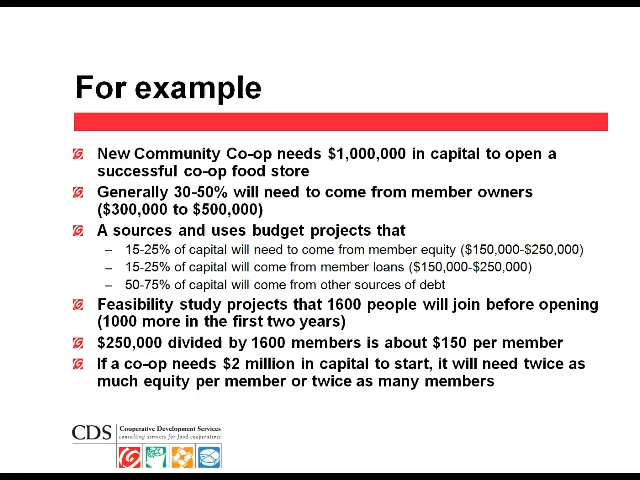 For example
New Community Co-op needs $1,000,000 in capital to open a
successful co-op food store
Generally 30-50% will need to come from member owners
($300,000 to $500,000)
A sources and uses budget projects that
– 15-25% of capital will need to come from member equity ($150,000-$250,000)
– 15-25% of capital will come from member loans ($150,000-$250,000)
– 50-75% of capital will come from other sources of debt
Feasibility study projects that 1600 people will join before opening
(1000 more in the first two years)
$250,000 divided by 1600 members is about $150 per member
If a co-op needs $2 million in capital to start, it will need twice as
much equity per member or twice as many members
CDS
Cooperative Development Services
consulting services for food cooperatives